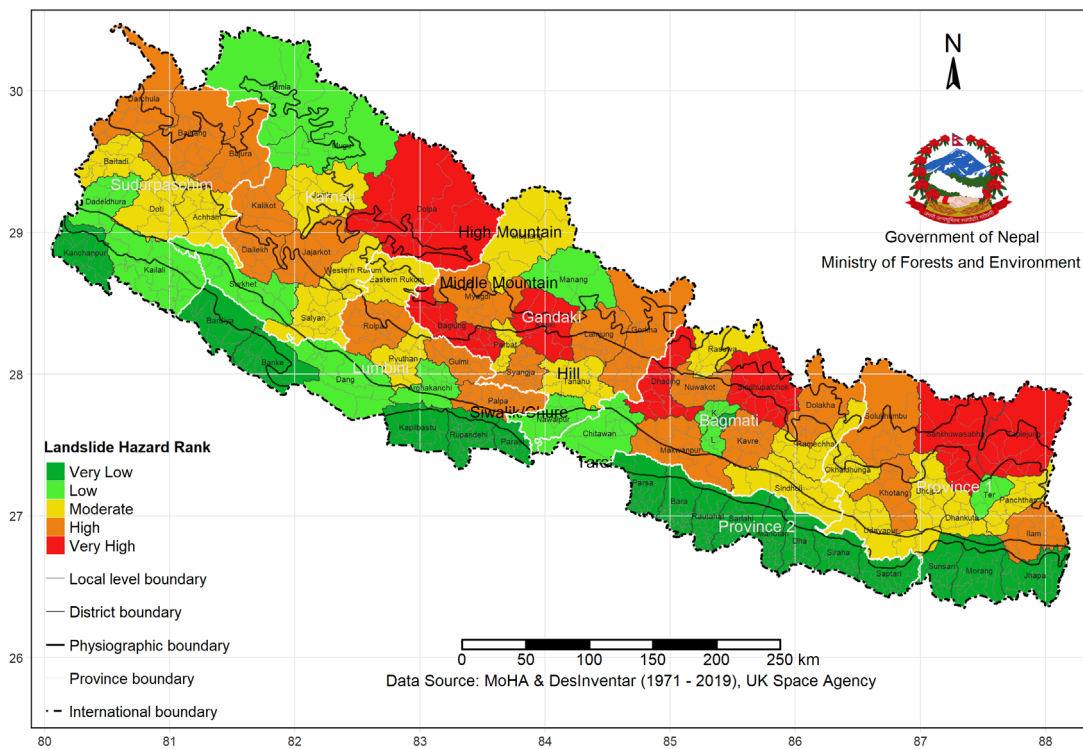 30
29
28
27
26
80
81
82
83
84
85
86
87
88
N
Government of Nepal
Ministry of Forests and Environment
Darchula
Bajhang
Bajura
Humla
Mugu
Baitadi
Sudurpaschim
Dadeldhura
Doti
Achham
Karnali
Kalikot
Dolpa
Kanchanpur
Kailali
Dailekh
Jajarkot
High Mountain
Western Rukum
Eastern Rukum
Middle Mountain
Myagdi
Manang
Surkhet
Salyan
Gandaki
Bardiya
Rolpa
Baglung
Parbat
Lamjung
Gorkha
Banke
Pyuthan
Gulmi
Syangja
Hill
Tanahu
Rasuwa
Lumbini
Dang
Palpa
Dhading
Nuwakot
Sindhupalchok
Dolakha
Solukhumbu
Siwalik/Chure
Nawalpur
Kapilbastu
Rupandehi
Chitawan
K
L
Bagmati
Kavre
Ramechhap
Sankhuwasabha
Taplejung
Makwanpur
Okhaldhunga
Khotang
Province 1
Ter
Panchthar
Parsa
Bara
Rautahat
Sarlahi
Sindhuli
Province 2
Dha
Siraha
Saptari
Udayapur
Dhankuta
Ilam
Sunsari
Morang
Jhapa
Landslide Hazard Rank
Very Low
Low
Moderate
High
Very High
Local level boundary
District boundary
Physiographic boundary
Province boundary
International boundary
0 50 100 150 200 250 km
Data Source: MoHA & DesInventar (1971 - 2019), UK Space Agency